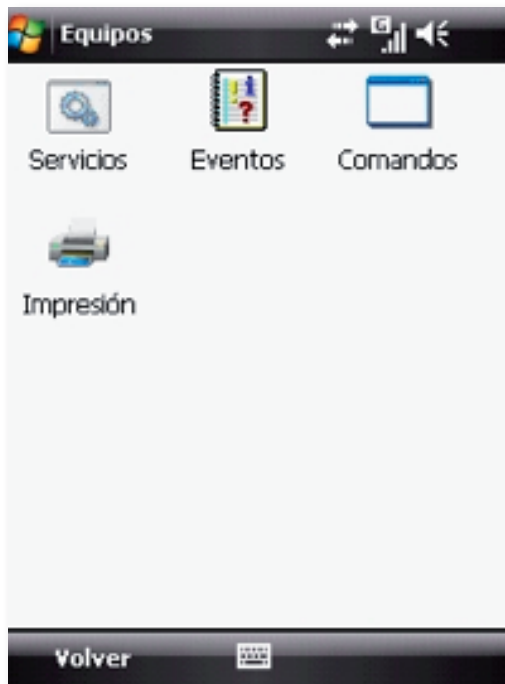 Equipos
G
Servicios Eventos Comandos
Impresión
Volver